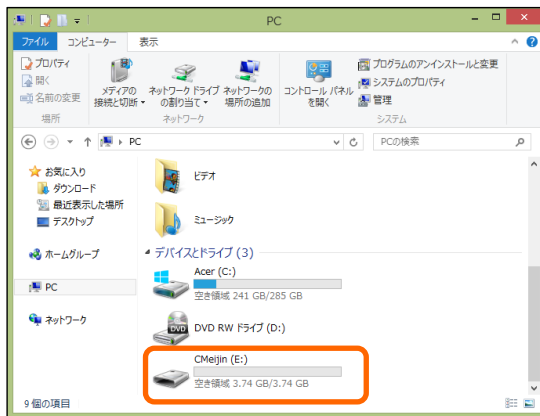 PC
ファイル コンピューター 表示
プロパティ
開く
名前の変更
メディアの
接続と切断
ネットワーク ドライブ
の割り当て
ネットワークの
場所の追加
コントロール パネル
を開く
プログラムのアンインストールと変更
システムのプロパティ
管理
場所 ネットワーク システム
PC PCの検索
お気に入り
ダウンロード
最近表示した場所
デスクトップ
ホームグループ
PC
ネットワーク
ビデオ
ミュージック
デバイスとドライブ (3)
Acer (C:)
空き領域 241 GB/285 GB
DVD
DVD RW ドライブ (D:)
CMeijin (E:)
空き領域 3.74 GB/3.74 GB
9 個の項目